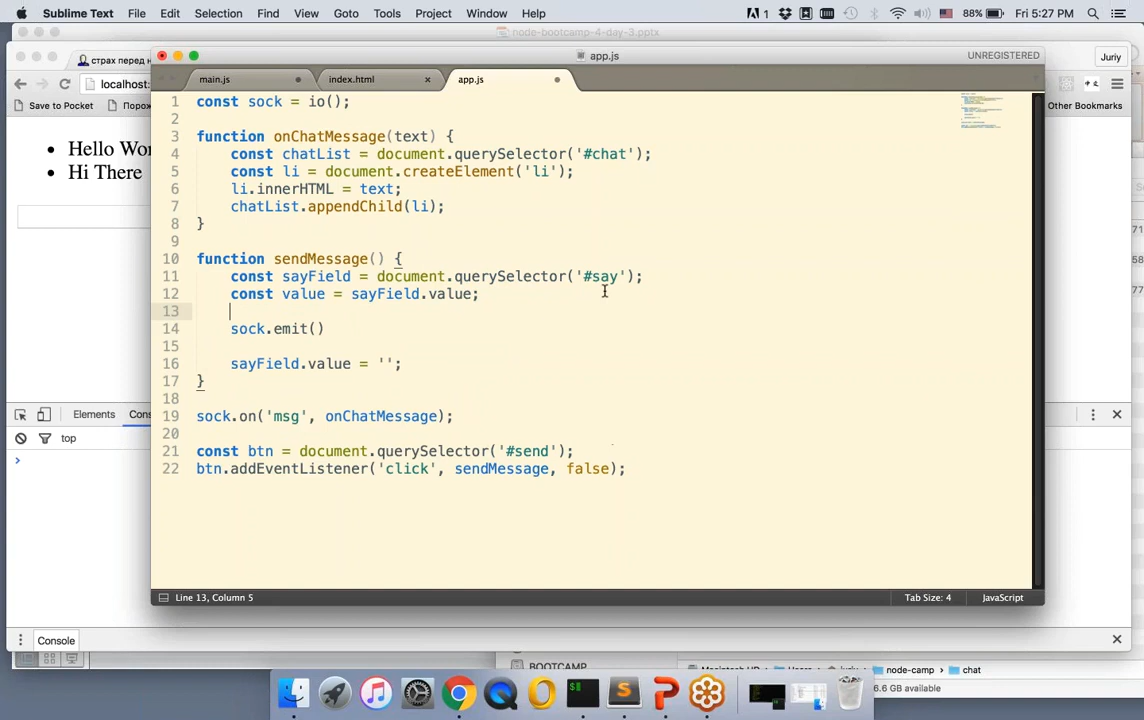 Sublime Text File Edit Selection Find View Goto Tools Project Window Help 1 88% Fri 5:27 PM
node-bootcamp-4-day-3.pptx
app.js
UNREGISTERED
страх перед
Juriy
main.js
index.html
app.js
localhost:
Save to Pocket
Other Bookmarks
Hello Wor
Hi There
1 const sock = io();
2
3 function onChatMessage(text) {
4 const chatList = document.querySelector('#chat');
5 const li = document.createElement('li');
6 li.innerHTML = text;
7 chatList.appendChild(li);
8 }
9
10 function sendMessage() {
11 const sayField = document.querySelector('#say');
12 const value = sayField.value;
13
14 sock.emit()
15
16 sayField.value = '';
17 }
18
19 sock.on('msg', onChatMessage);
20
21 const btn = document.querySelector('#send');
22 btn.addEventListener('click', sendMessage, false);
Elements
top
Line 13, Column 5
Tab Size: 4
JavaScript
Console
BOOTCAMP
node-camp
chat
6.6 GB available